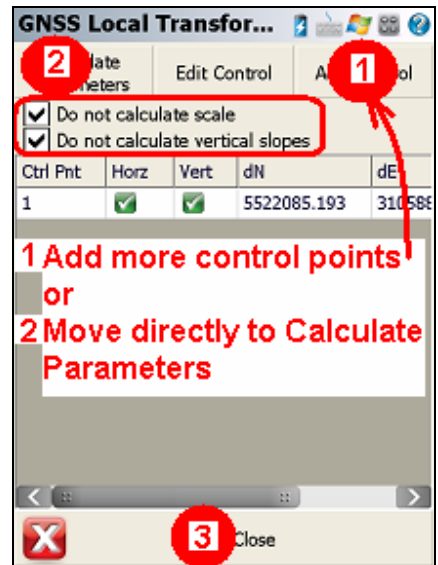 GNSS Local Transfor...
2 1
Edit Control
Do not calculate scale
Do not calculate vertical slopes
Ctrl Pnt Horz Vert dN dE
1 5522085.193 310588
1 Add more control points
or
2 Move directly to Calculate
Parameters
3 Close